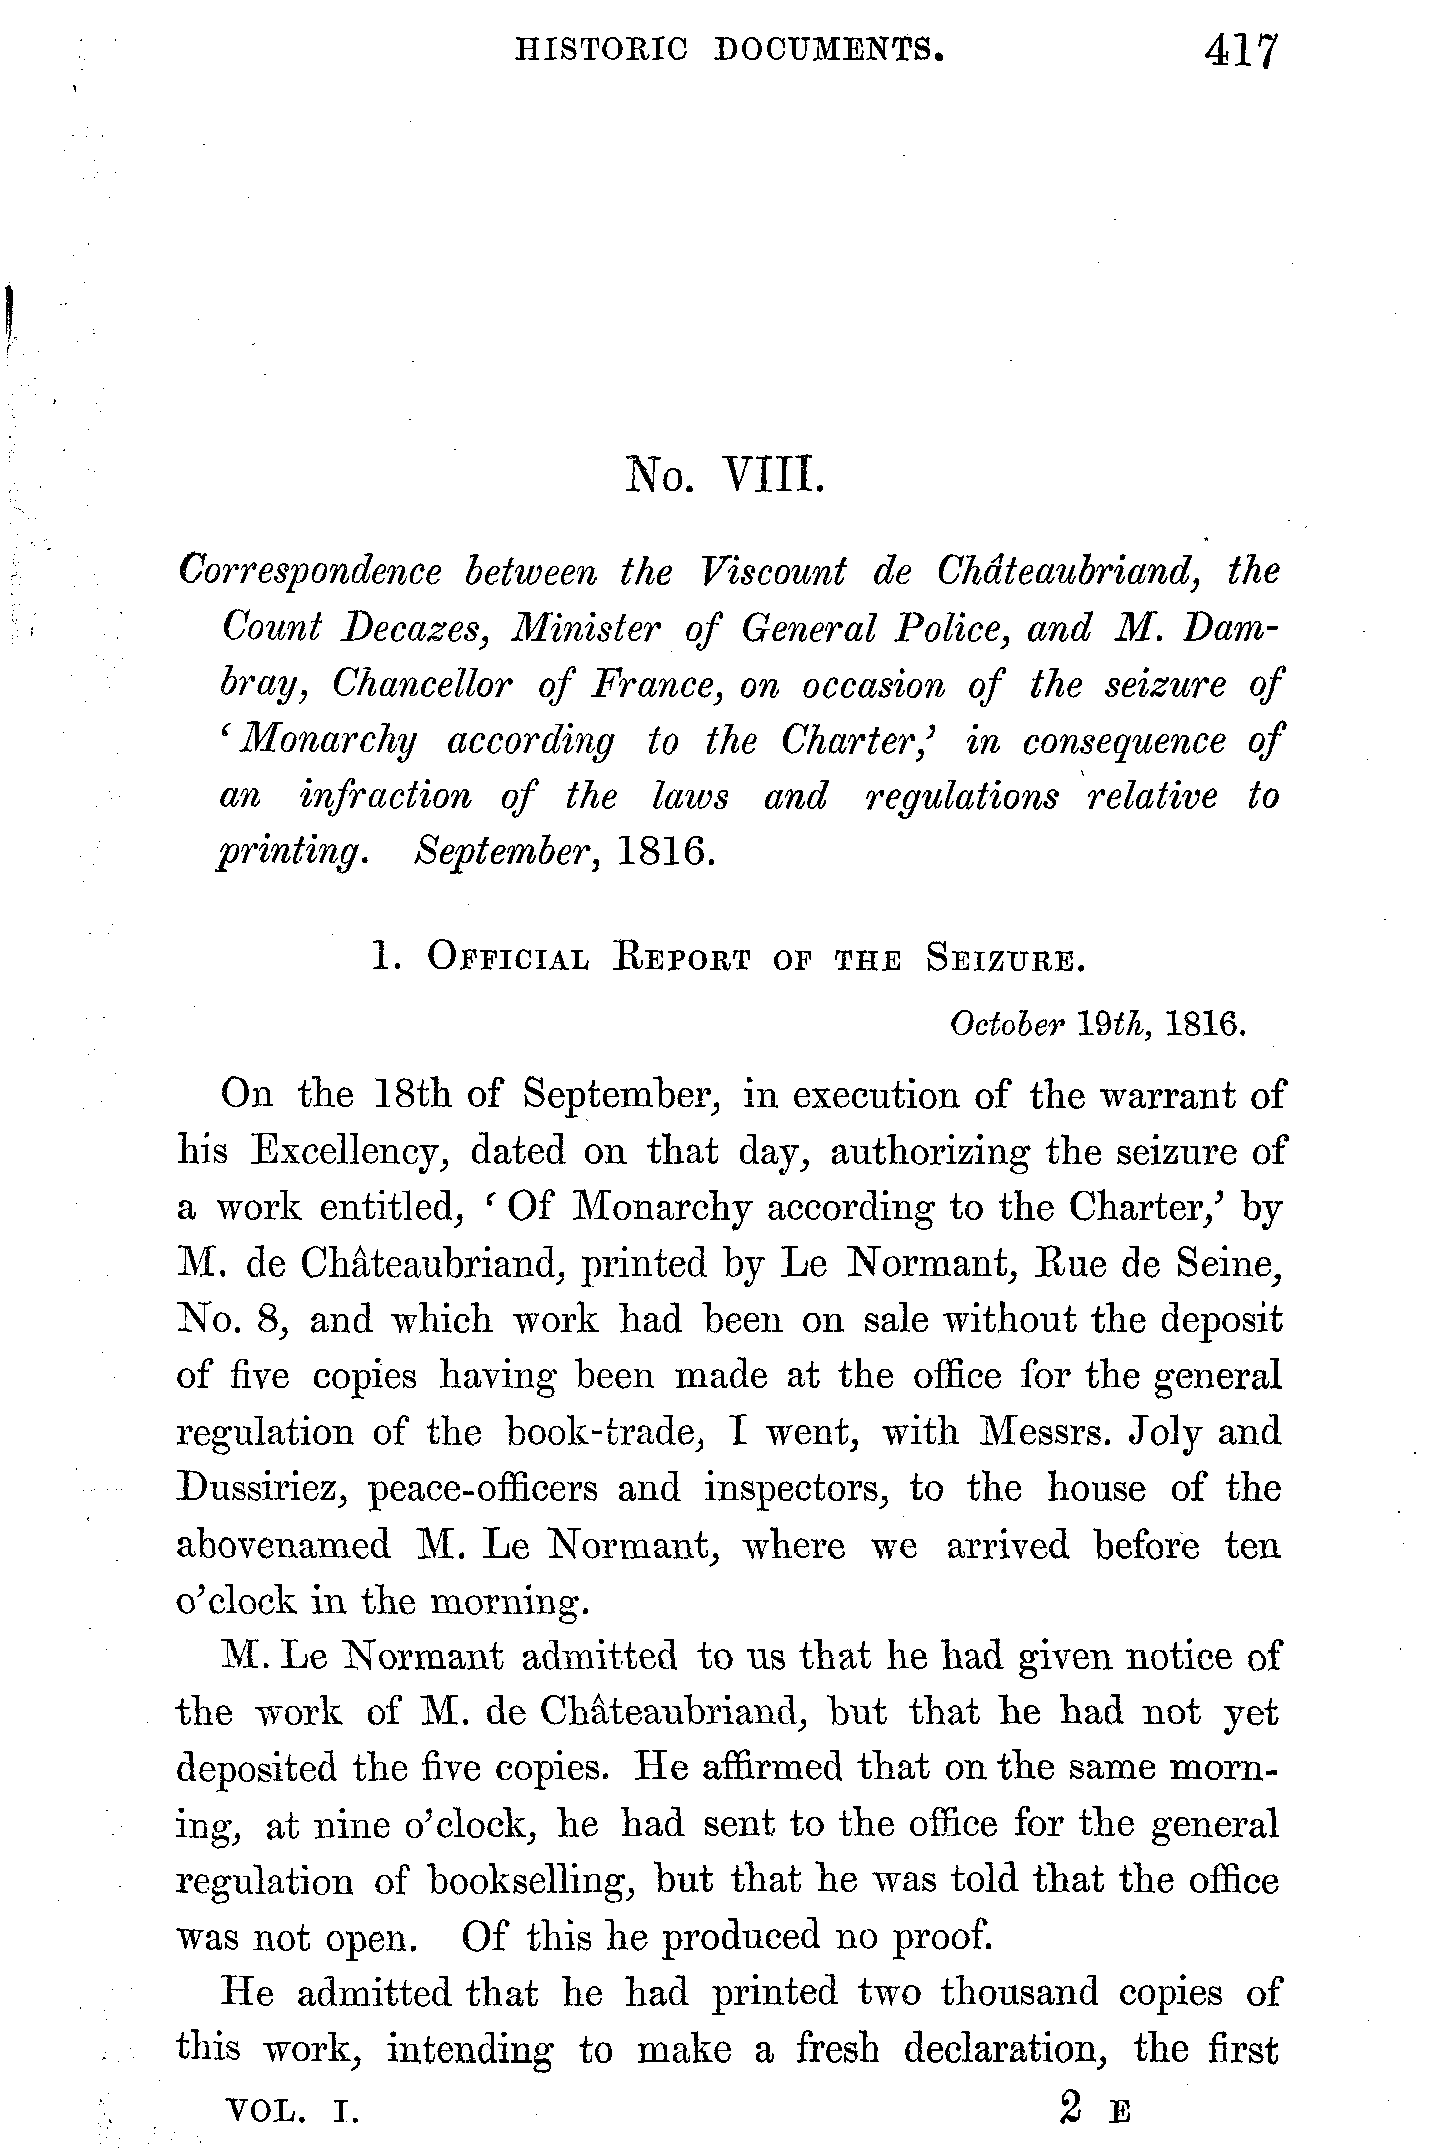 HISTORIC DOCUMENTS. 417
No. VIII.
Correspondence between the Viscount de Châteaubriand, the
Count Decazes, Minister of General Police, and M. Dam-
bray, Chancellor of France, on occasion of the seizure of
‘Monarchy according to the Charter,’ in consequence of
an infraction of the laws and regulations relative to
printing. September, 1816.
1. Official Report of the Seizure.
October 19th, 1816.
On the 18th of September, in execution of the warrant of
his Excellency, dated on that day, authorizing the seizure of
a work entitled, ‘Of Monarchy according to the Charter,’ by
M. de Châteaubriand, printed by Le Normant, Rue de Seine,
No. 8, and which work had been on sale without the deposit
of five copies having been made at the office for the general
regulation of the book-trade, I went, with Messrs. Joly and
Dussiriez, peace-officers and inspectors, to the house of the
abovenamed M. Le Normant, where we arrived before ten
o’clock in the morning.
M. Le Normant admitted to us that he had given notice of
the work of M. de Châteaubriand, but that he had not yet
deposited the five copies. He affirmed that on the same morn-
ing, at nine o’clock, he had sent to the office for the general
regulation of bookselling, but that he was told that the office
was not open. Of this he produced no proof.
He admitted that he had printed two thousand copies of
this work, intending to make a fresh declaration, the first
VOL. I. 2 E